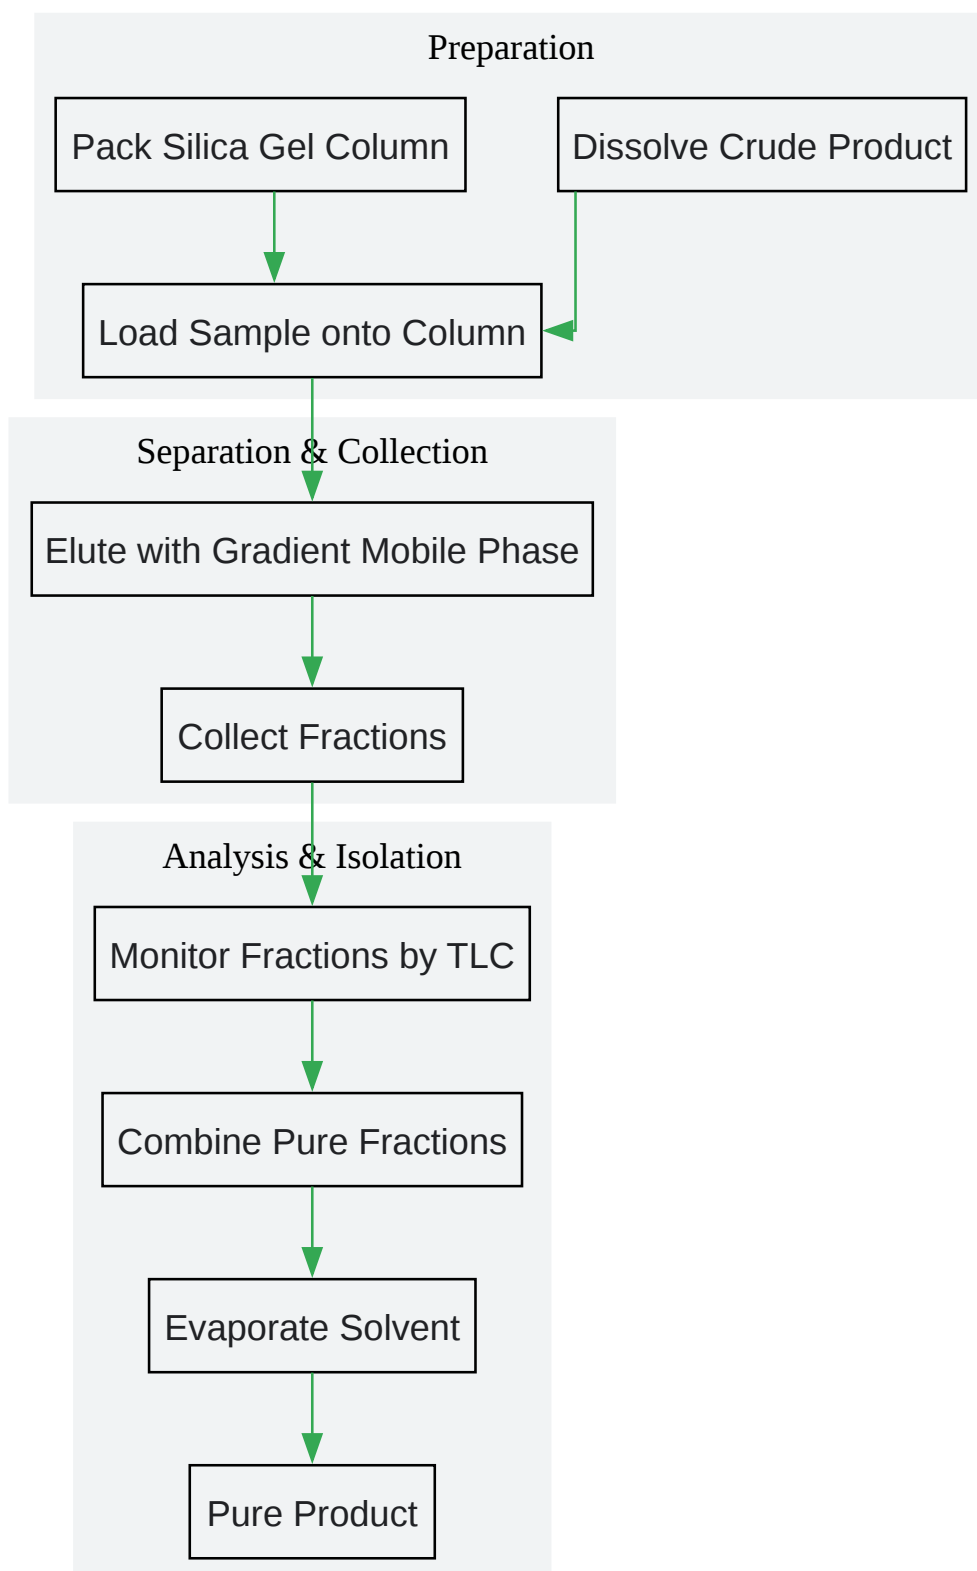 Preparation
Pack Silica Gel Column
Dissolve Crude Product
Load Sample onto Column
Separation & Collection
Elute with Gradient Mobile Phase
Collect Fractions
Analysis & Isolation
Monitor Fractions by TLC
Combine Pure Fractions
Evaporate Solvent
Pure Product